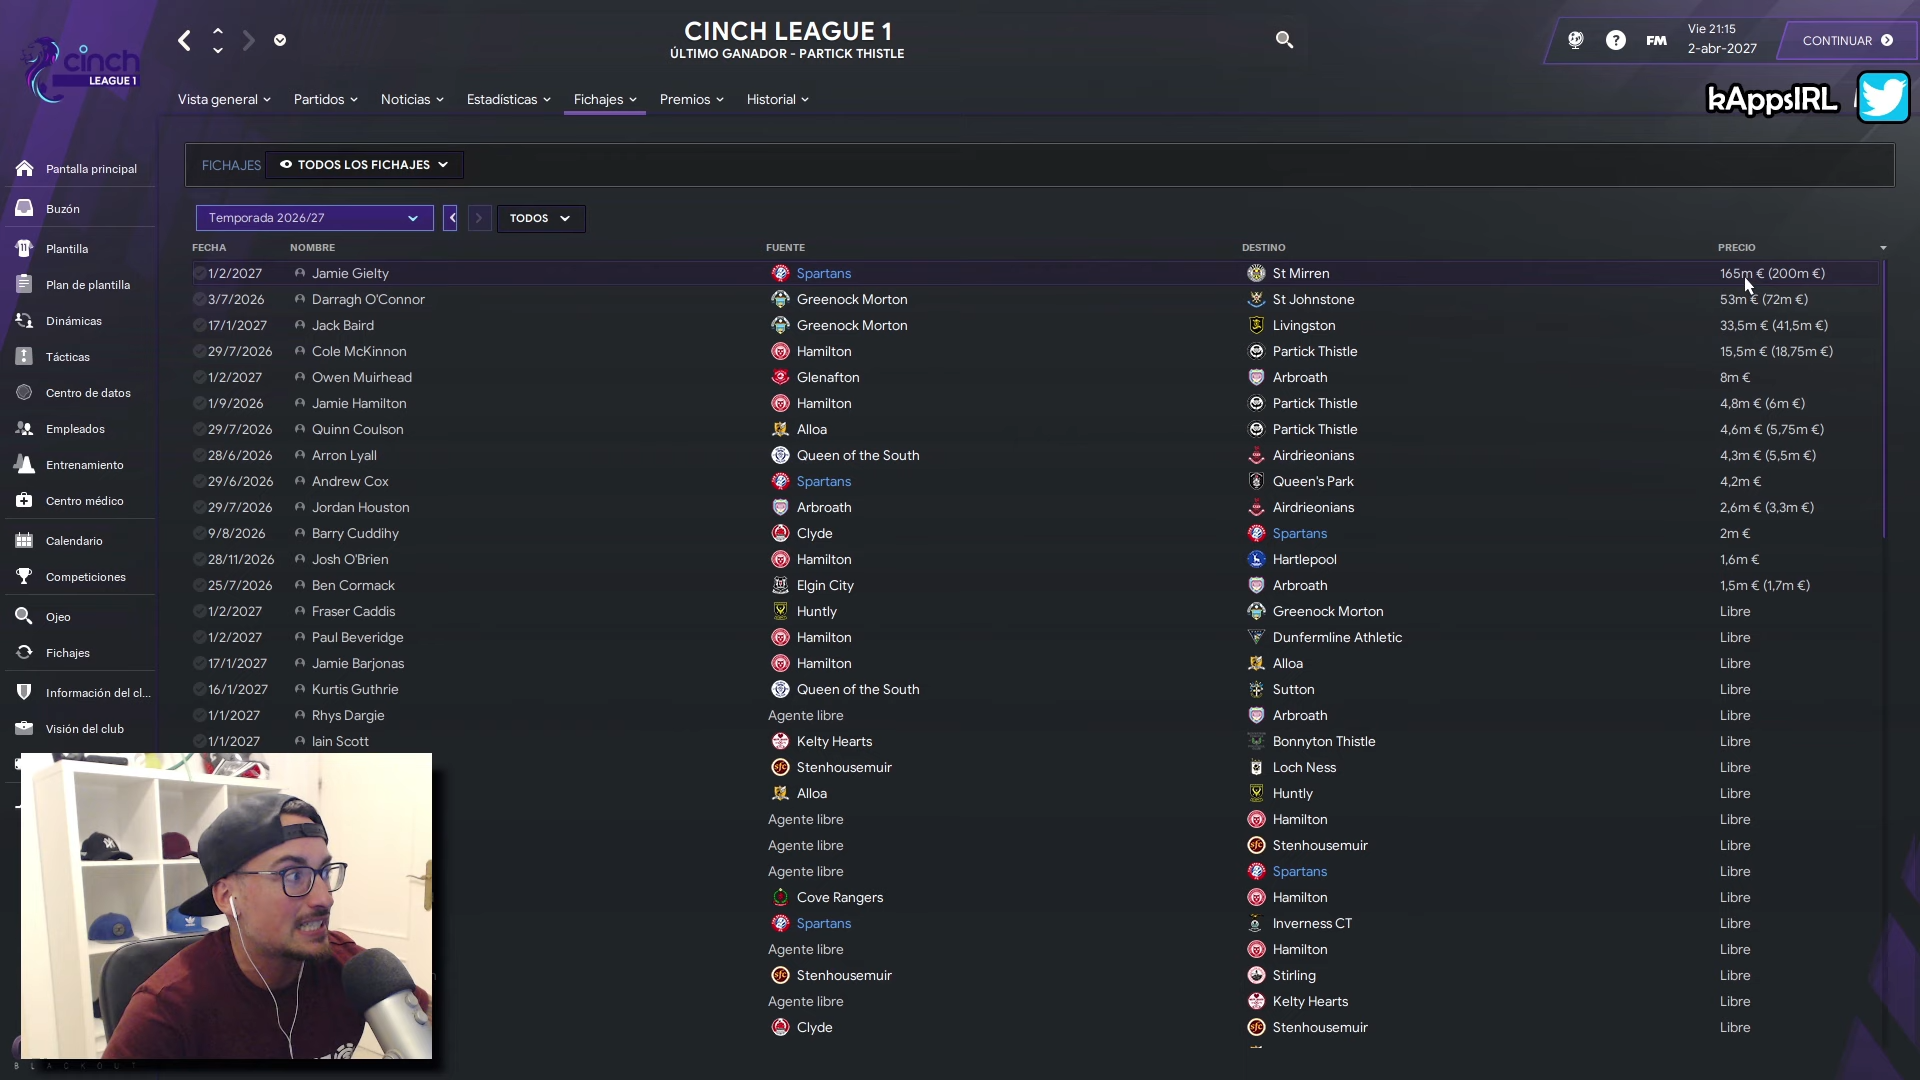 CINCH LEAGUE 1
ÚLTIMO GANADOR - PARTICK THISTLE
cinch
LEAGUE 1
FM
Vie 21:15
2-abr-2027
CONTINUAR
kAppsIRL
Vista general
Partidos
Noticias
Estadísticas
Fichajes
Premios
Historial
Pantalla principal
Buzón
Plantilla
Plan de plantilla
Dinámicas
Tácticas
Centro de datos
Empleados
Entrenamiento
Centro médico
Calendario
Competiciones
Ojeo
Fichajes
Información del cl...
Visión del club
FICHAJES TODOS LOS FICHAJES
Temporada 2026/27 TODOS
FECHA NOMBRE FUENTE DESTINO PRECIO
1/2/2027 Jamie Gielty Spartans St Mirren 165m € (200m €)
3/7/2026 Darragh O'Connor Greenock Morton St Johnstone 53m € (72m €)
17/1/2027 Jack Baird Greenock Morton Livingston 33,5m € (41,5m €)
29/7/2026 Cole McKinnon Hamilton Partick Thistle 15,5m € (18,75m €)
1/2/2027 Owen Muirhead Glenafton Arbroath 8m €
1/9/2026 Jamie Hamilton Hamilton Partick Thistle 4,8m € (6m €)
29/7/2026 Quinn Coulson Alloa Partick Thistle 4,6m € (5,75m €)
28/6/2026 Arron Lyall Queen of the South Airdrieonians 4,3m € (5,5m €)
29/6/2026 Andrew Cox Spartans Queen's Park 4,2m €
29/7/2026 Jordan Houston Arbroath Airdrieonians 2,6m € (3,3m €)
9/8/2026 Barry Cuddihy Clyde Spartans 2m €
28/11/2026 Josh O'Brien Hamilton Hartlepool 1,6m €
25/7/2026 Ben Cormack Elgin City Arbroath 1,5m € (1,7m €)
1/2/2027 Fraser Caddis Huntly Greenock Morton Libre
1/2/2027 Paul Beveridge Hamilton Dunfermline Athletic Libre
17/1/2027 Jamie Barjonas Hamilton Alloa Libre
16/1/2027 Kurtis Guthrie Queen of the South Sutton Libre
1/1/2027 Rhys Dargie Agente libre Arbroath Libre
1/1/2027 Iain Scott Kelty Hearts Bonnyton Thistle Libre
Stenhousemuir Loch Ness Libre
Alloa Huntly Libre
Agente libre Hamilton Libre
Agente libre Stenhousemuir Libre
Agente libre Spartans Libre
Cove Rangers Hamilton Libre
Spartans Inverness CT Libre
Agente libre Hamilton Libre
Stenhousemuir Stirling Libre
Agente libre Kelty Hearts Libre
Clyde Stenhousemuir Libre